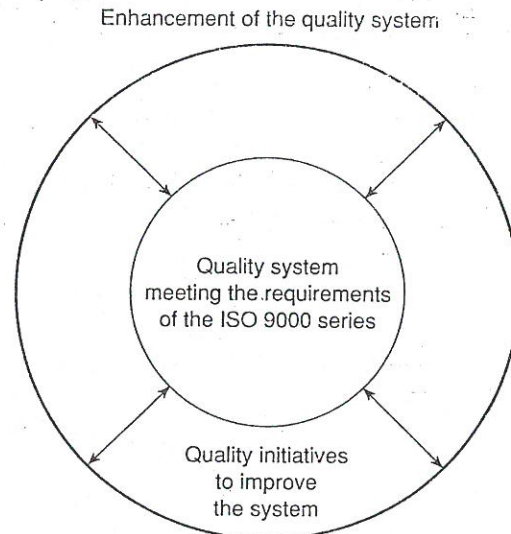 Enhancement of the quality system
Quality system
meeting the requirements
of the ISO 9000 series
Quality initiatives
to improve
the system